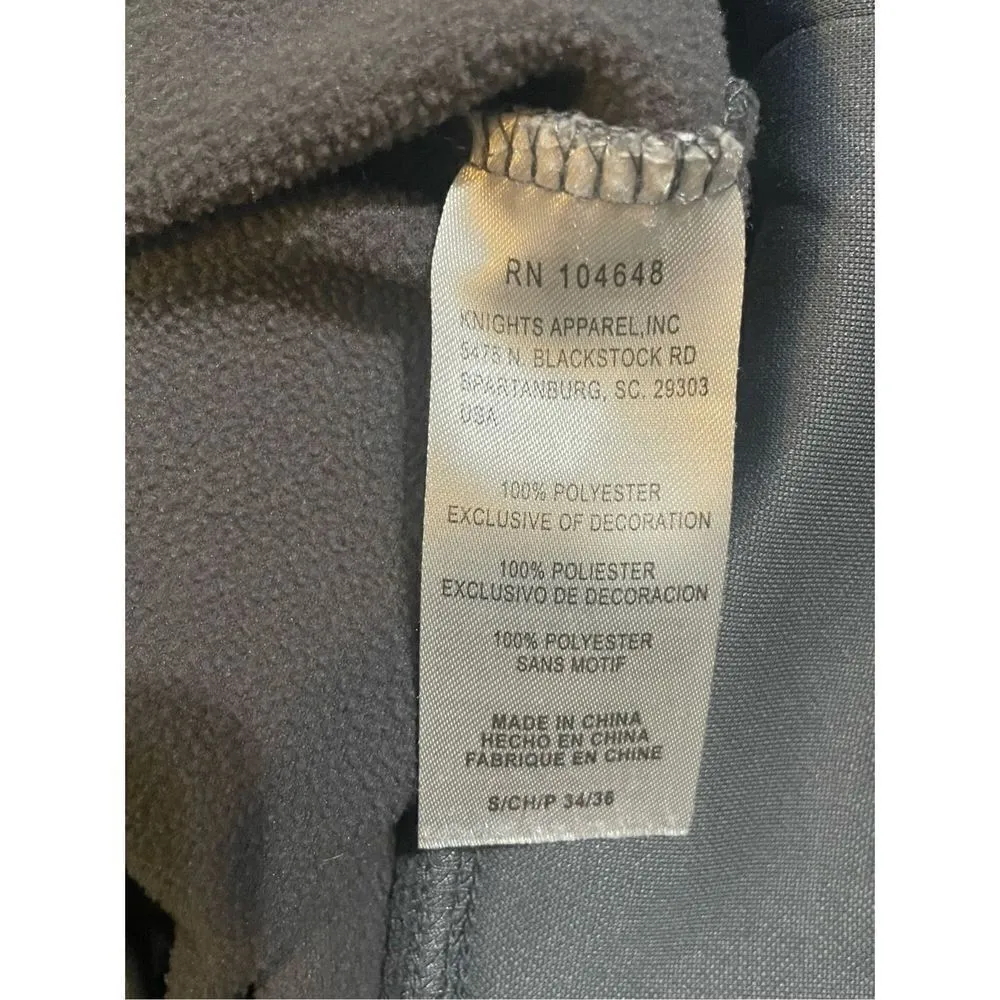 RN 104648
KNIGHTS APPAREL,INC
5475 N. BLACKSTOCK RD
SPARTANBURG, SC. 29303
USA
100% POLYESTER
EXCLUSIVE OF DECORATION
100% POLIESTER
EXCLUSIVO DE DECORACION
100% POLYESTER
SANS MOTIF
MADE IN CHINA
HECHO EN CHINA
FABRIQUE EN CHINE
S/CH/P 34/36